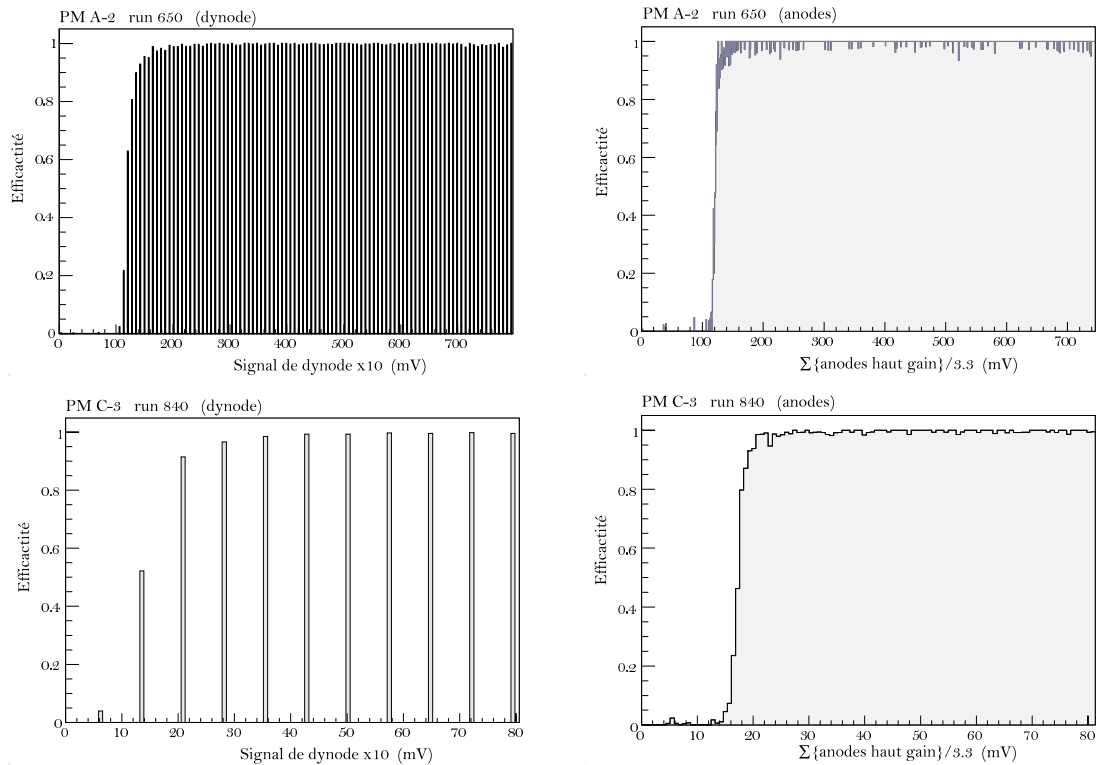 PM A-2 run 650 (dynode)
Efficactité
1
0.8
0.6
0.4
0.2
0
0 100 200 300 400 500 600 700
Signal de dynode x10 (mV)
PM A-2 run 650 (anodes)
Efficactité
1
0.8
0.6
0.4
0.2
0
0 100 200 300 400 500 600 700
Σ{anodes haut gain}/3.3 (mV)
PM C-3 run 840 (dynode)
Efficactité
1
0.8
0.6
0.4
0.2
0
0 10 20 30 40 50 60 70 80
Signal de dynode x10 (mV)
PM C-3 run 840 (anodes)
Efficactité
1
0.8
0.6
0.4
0.2
0
0 10 20 30 40 50 60 70 80
Σ{anodes haut gain}/3.3 (mV)